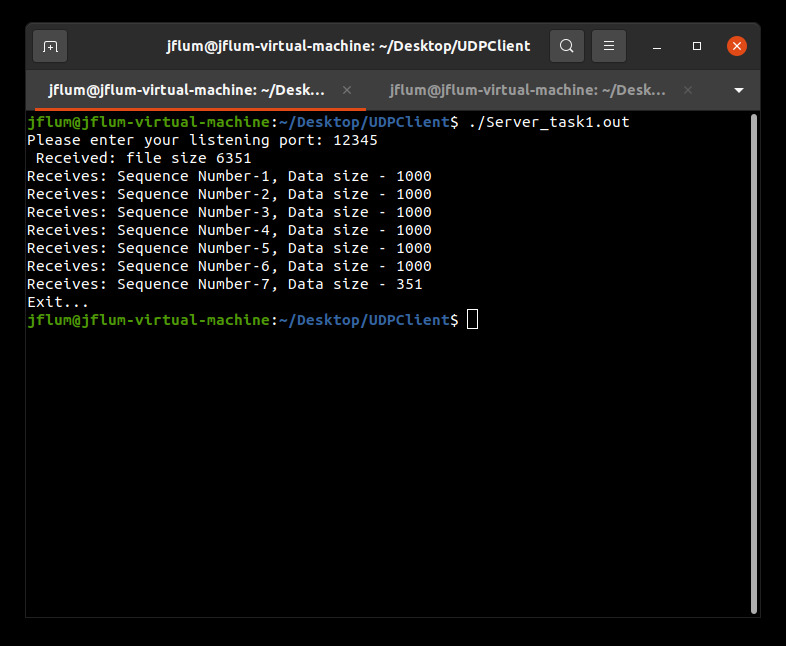 jflum@jflum-virtual-machine: ~/Desktop/UDPClient
jflum@jflum-virtual-machine: ~/Desk...
jflum@jflum-virtual-machine: ~/Desk...
jflum@jflum-virtual-machine:~/Desktop/UDPClient$ ./Server_task1.out
Please enter your listening port: 12345
 Received: file size 6351
Receives: Sequence Number-1, Data size - 1000
Receives: Sequence Number-2, Data size - 1000
Receives: Sequence Number-3, Data size - 1000
Receives: Sequence Number-4, Data size - 1000
Receives: Sequence Number-5, Data size - 1000
Receives: Sequence Number-6, Data size - 1000
Receives: Sequence Number-7, Data size - 351
Exit...
jflum@jflum-virtual-machine:~/Desktop/UDPClient$